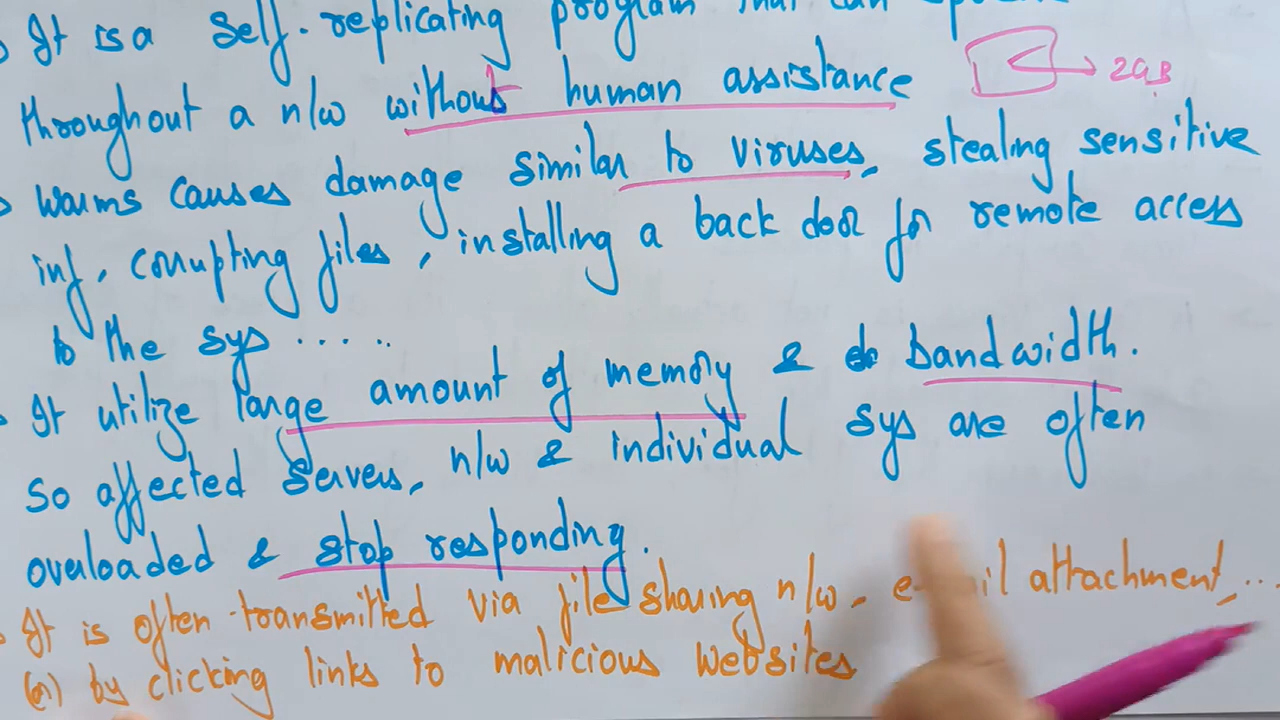 It is a self-replicating program that can
throughout a n/w without human assistance
2GB
Worms causes damage similar to viruses, stealing sensitive
inf, corrupting files, installing a back door for remote access
to the sys .....
It utilize large amount of memory & bandwidth.
So affected servers, n/w & individual sys are often
overloaded & stop responding.
It is often transmitted via file sharing n/w, attachment, ..
(or) by clicking links to malicious websites